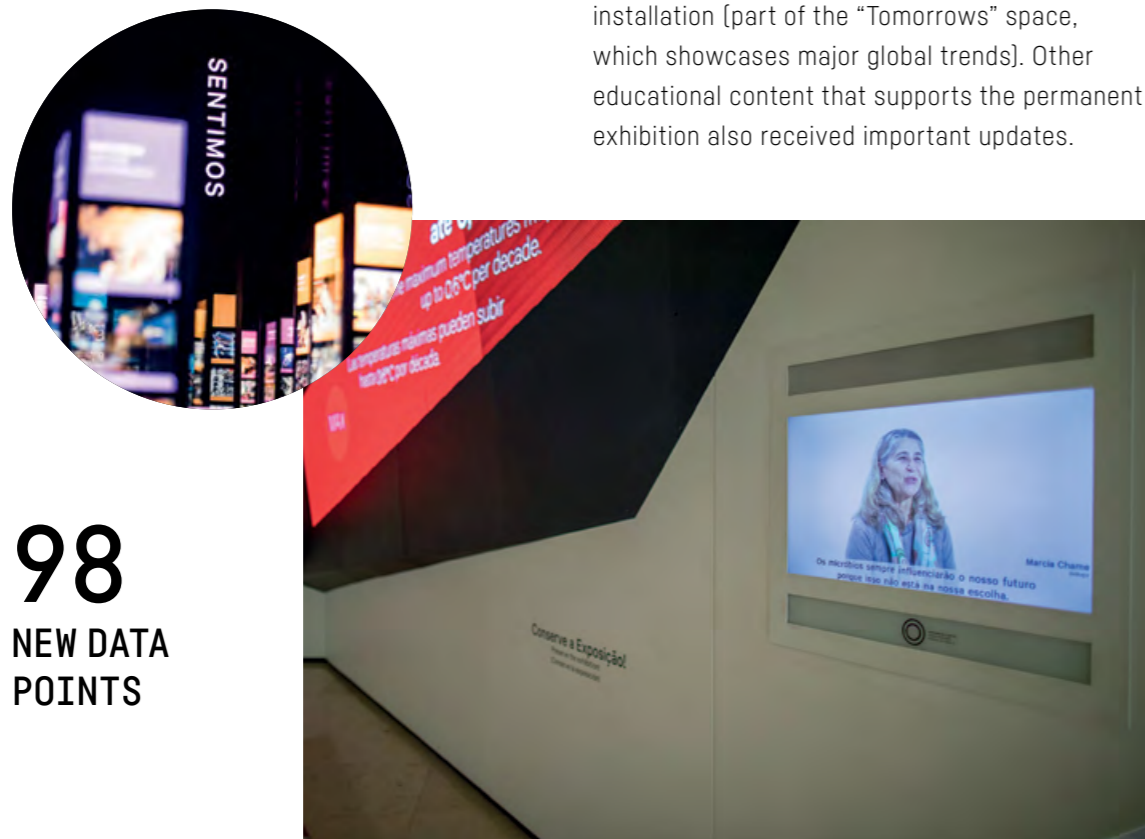 installation (part of the “Tomorrows” space,
which showcases major global trends). Other
educational content that supports the permanent
exhibition also received important updates.
SENTIMOS
maximum temperatures
up to 0,6°C per decade.
Las temperaturas máximas pueden subir
hasta 0,6°C por década.
98
NEW DATA
POINTS
Marcia Chame
Os micróbios sempre influenciarão o nosso futuro
porque isso não está na nossa escolha.
Conserve a Exposição!